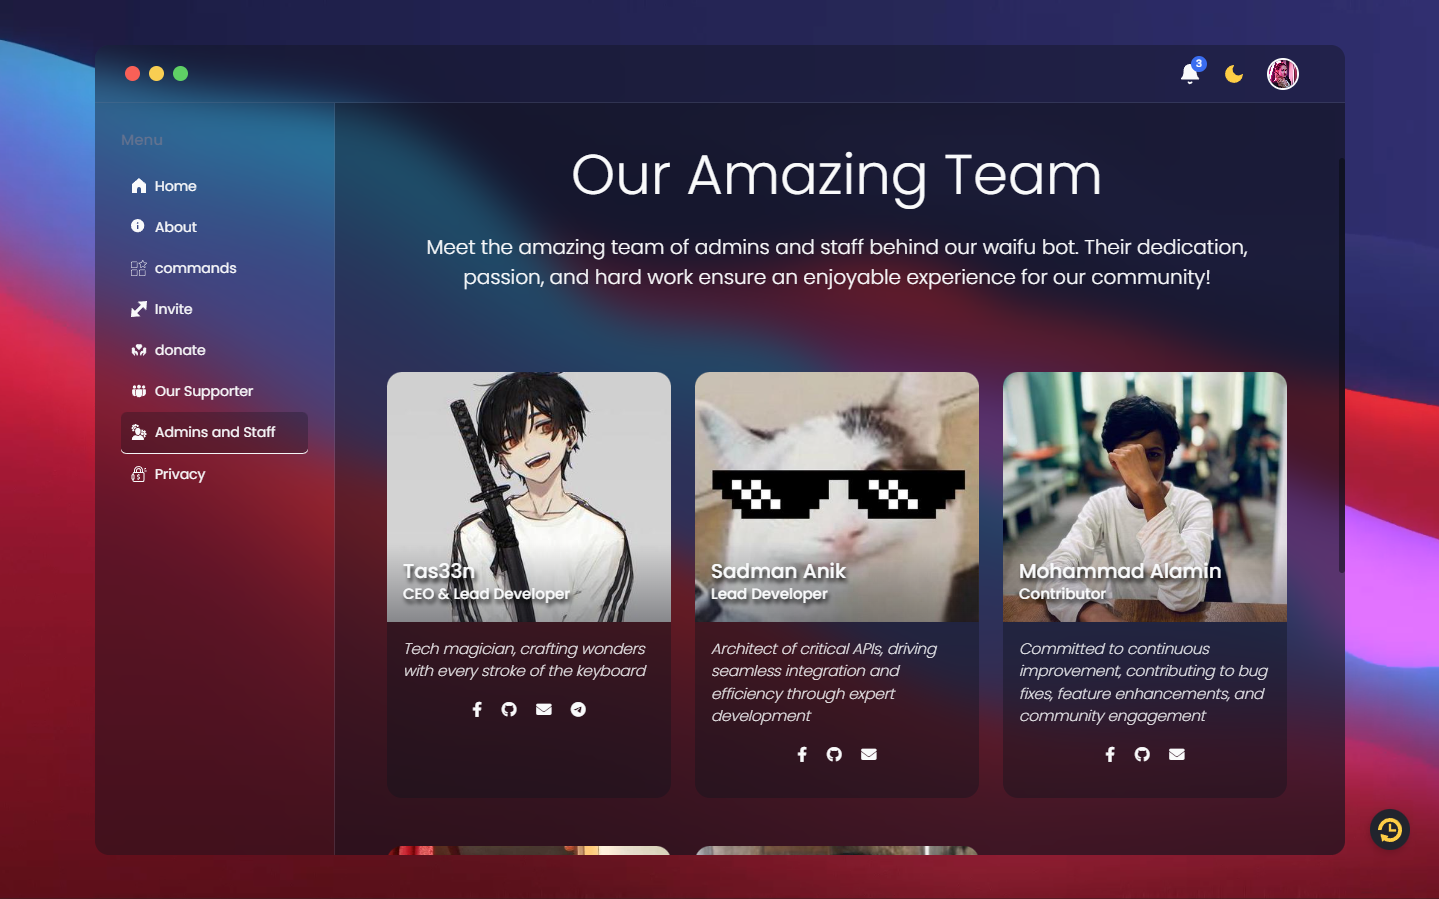 3
Menu
Home
About
commands
Invite
donate
Our Supporter
Admins and Staff
Privacy
Our Amazing Team
Meet the amazing team of admins and staff behind our waifu bot. Their dedication,
passion, and hard work ensure an enjoyable experience for our community!
Tas33n
CEO & Lead Developer
Tech magician, crafting wonders
with every stroke of the keyboard
Sadman Anik
Lead Developer
Architect of critical APIs, driving
seamless integration and
efficiency through expert
development
Mohammad Alamin
Contributor
Committed to continuous
improvement, contributing to bug
fixes, feature enhancements, and
community engagement